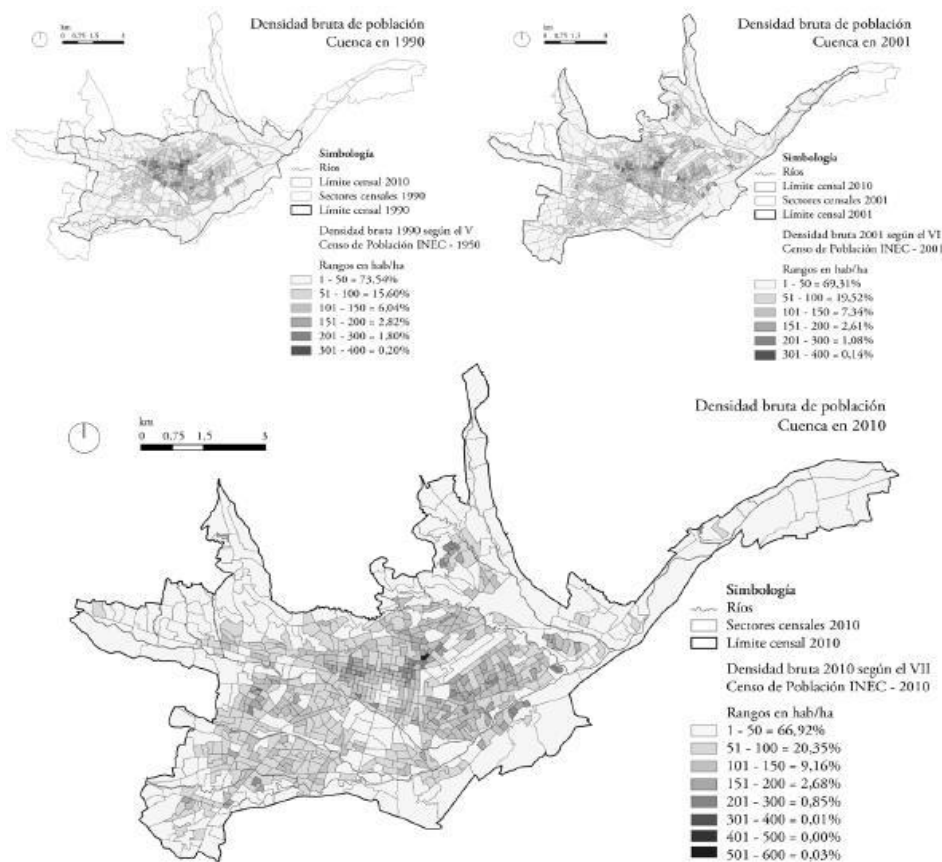 Densidad bruta de población
Cuenca en 1990
km
0 0,75 1,5 3
Simbología
Ríos
Límite censal 2010
Sectores censales 1990
Límite censal 1990
Densidad bruta 1990 según el V
Censo de Población INEC - 1950
Rangos en hab/ha
1 - 50 = 73,54%
51 - 100 = 15,60%
101 - 150 = 6,04%
151 - 200 = 2,82%
201 - 300 = 1,80%
301 - 400 = 0,20%
Densidad bruta de población
Cuenca en 2001
km
0 0,75 1,5 3
Simbología
Ríos
Límite censal 2010
Sectores censales 2001
Límite censal 2001
Densidad bruta 2001 según el VI
Censo de Población INEC - 2001
Rangos en hab/ha
1 - 50 = 69,31%
51 - 100 = 19,52%
101 - 150 = 7,34%
151 - 200 = 2,61%
201 - 300 = 1,08%
301 - 400 = 0,14%
Densidad bruta de población
Cuenca en 2010
km
0 0,75 1,5 3
Simbología
Ríos
Sectores censales 2010
Límite censal 2010
Densidad bruta 2010 según el VII
Censo de Población INEC - 2010
Rangos en hab/ha
1 - 50 = 66,92%
51 - 100 = 20,35%
101 - 150 = 9,16%
151 - 200 = 2,68%
201 - 300 = 0,85%
301 - 400 = 0,01%
401 - 500 = 0,00%
501 - 600 = 0,03%